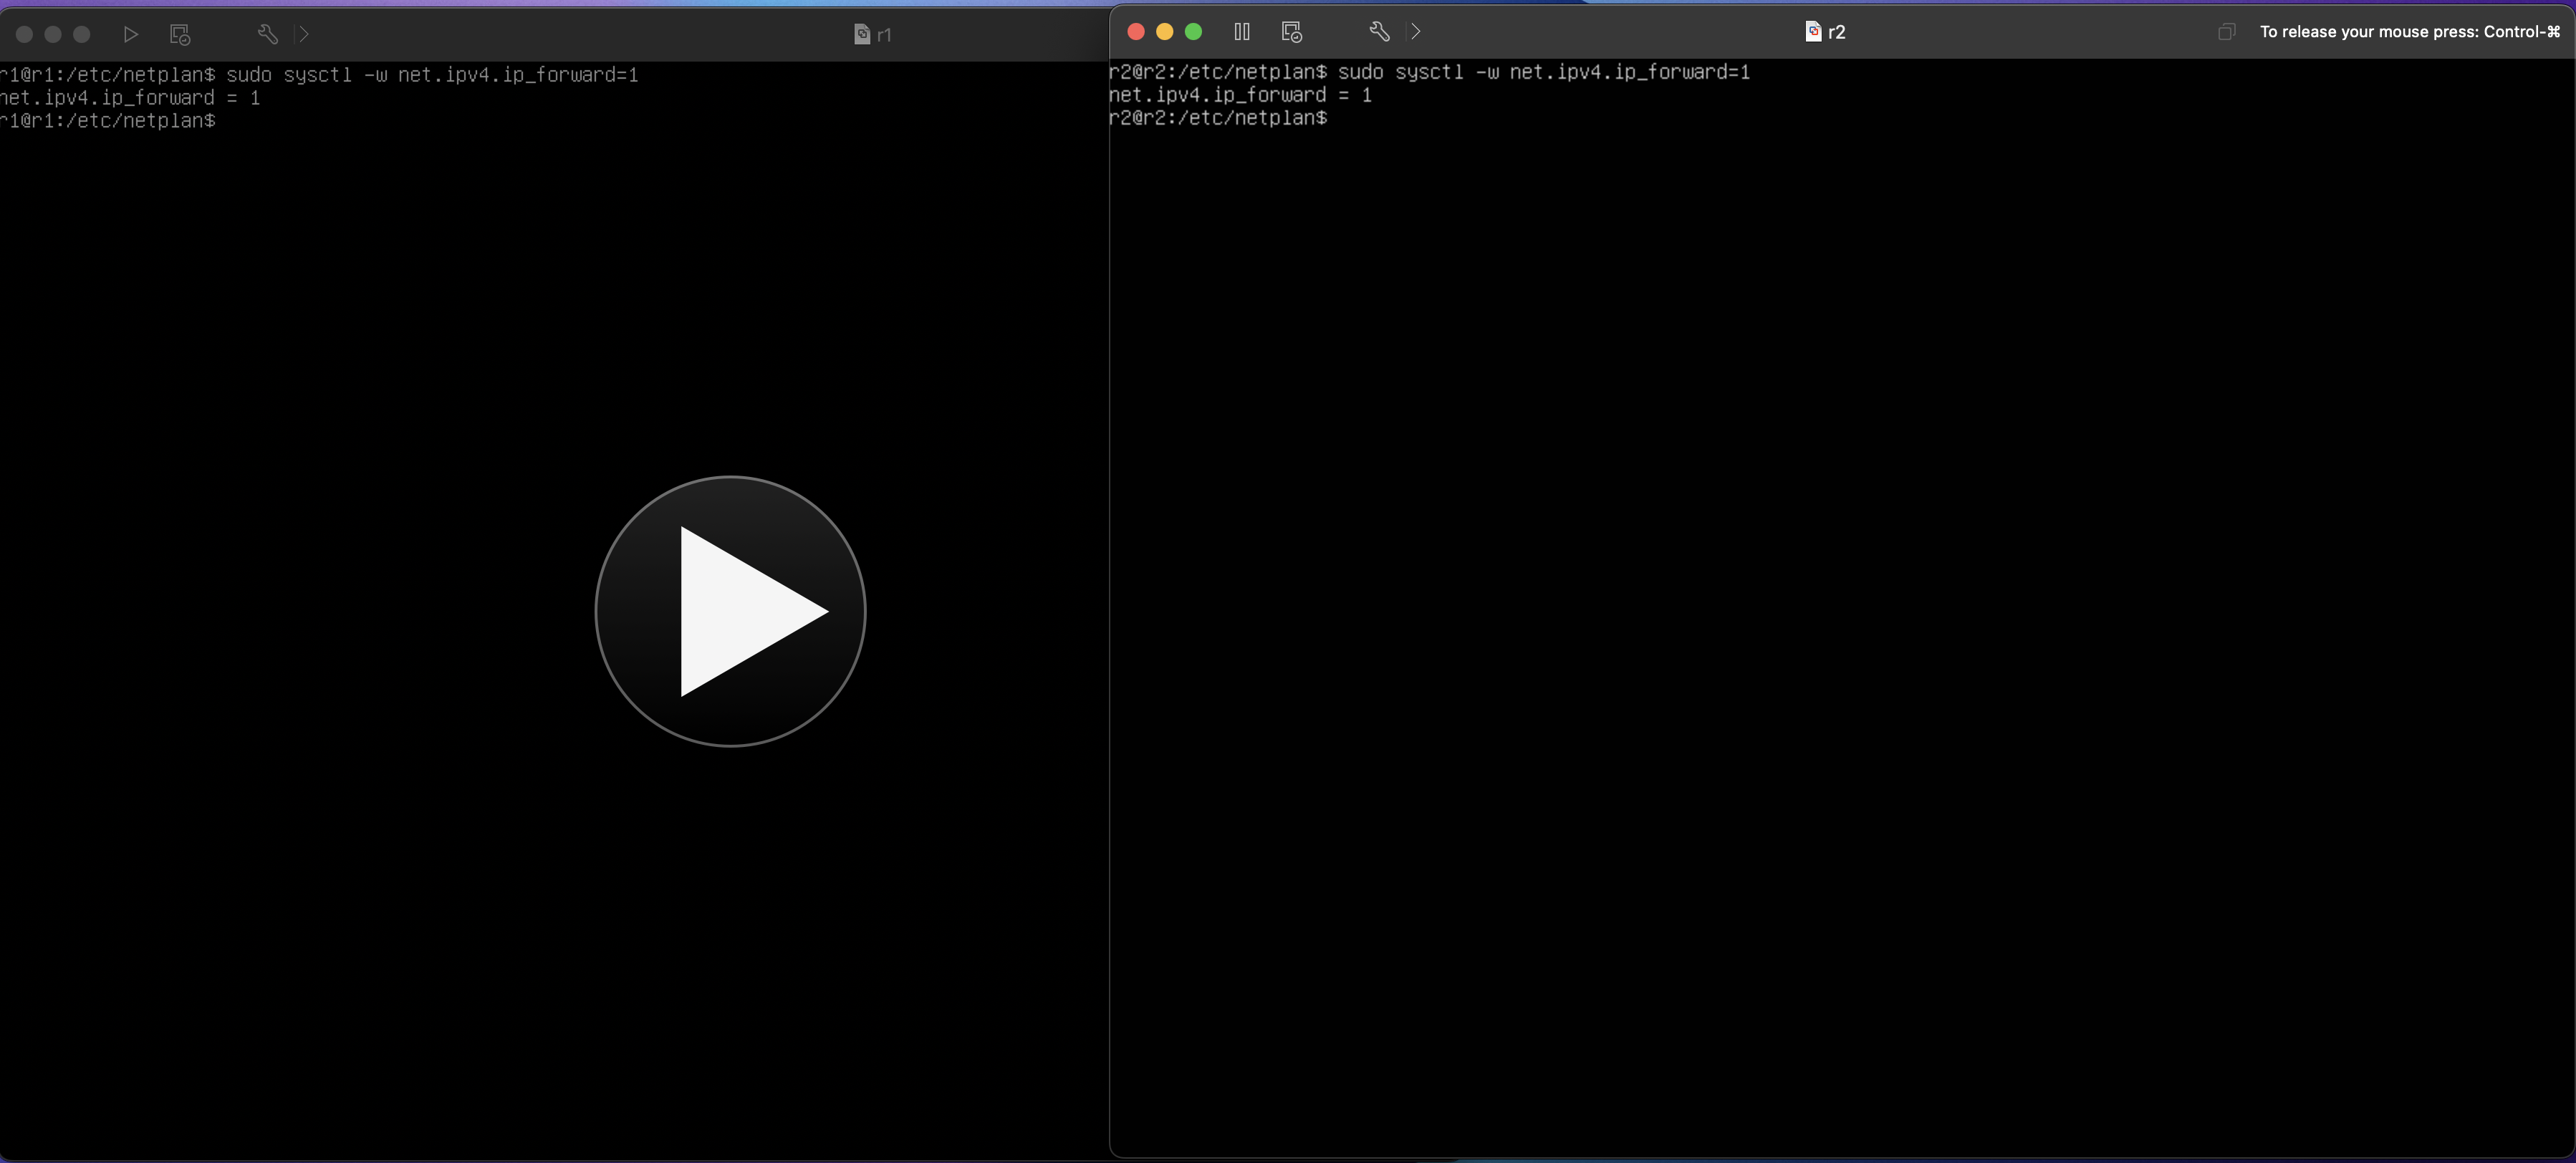 r1
r1@r1:/etc/netplan$ sudo sysctl -w net.ipv4.ip_forward=1
net.ipv4.ip_forward = 1
r1@r1:/etc/netplan$
r2
To release your mouse press: Control-⌘
r2@r2:/etc/netplan$ sudo sysctl -w net.ipv4.ip_forward=1
net.ipv4.ip_forward = 1
r2@r2:/etc/netplan$